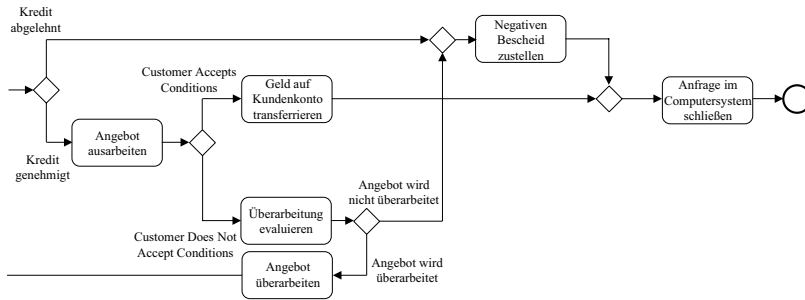 Kredit
abgelehnt
Negativen
Bescheid
zustellen
Customer Accepts
Conditions
Geld auf
Kundenkonto
transferrieren
Anfrage im
Computersystem
schließen
Angebot
ausarbeiten
Kredit
genehmigt
Angebot wird
nicht überarbeitet
Überarbeitung
evaluieren
Customer Does Not
Accept Conditions
Angebot
überarbeiten
Angebot wird
überarbeitet